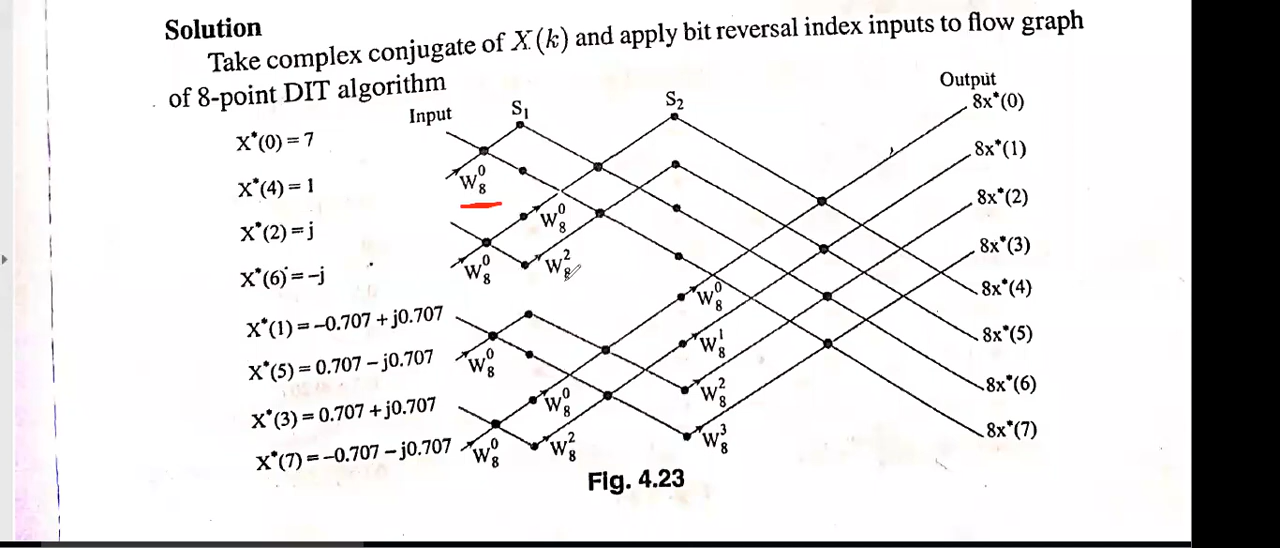 Solution
Take complex conjugate of X(k) and apply bit reversal index inputs to flow graph
of 8-point DIT algorithm
Input S₁ S₂ Output
8x*(0)
X*(0) = 7
8x*(1)
W₈⁰
X*(4) = 1
8x*(2)
W₈⁰
X*(2) = j
8x*(3)
W₈⁰ W₈²
X*(6) = –j
8x*(4)
W₈⁰
X*(1) = –0.707 + j0.707
8x*(5)
W₈¹
X*(5) = 0.707 – j0.707
W₈⁰
8x*(6)
W₈²
X*(3) = 0.707 + j0.707
W₈⁰
8x*(7)
W₈³
X*(7) = –0.707 – j0.707
W₈⁰ W₈²
Fig. 4.23